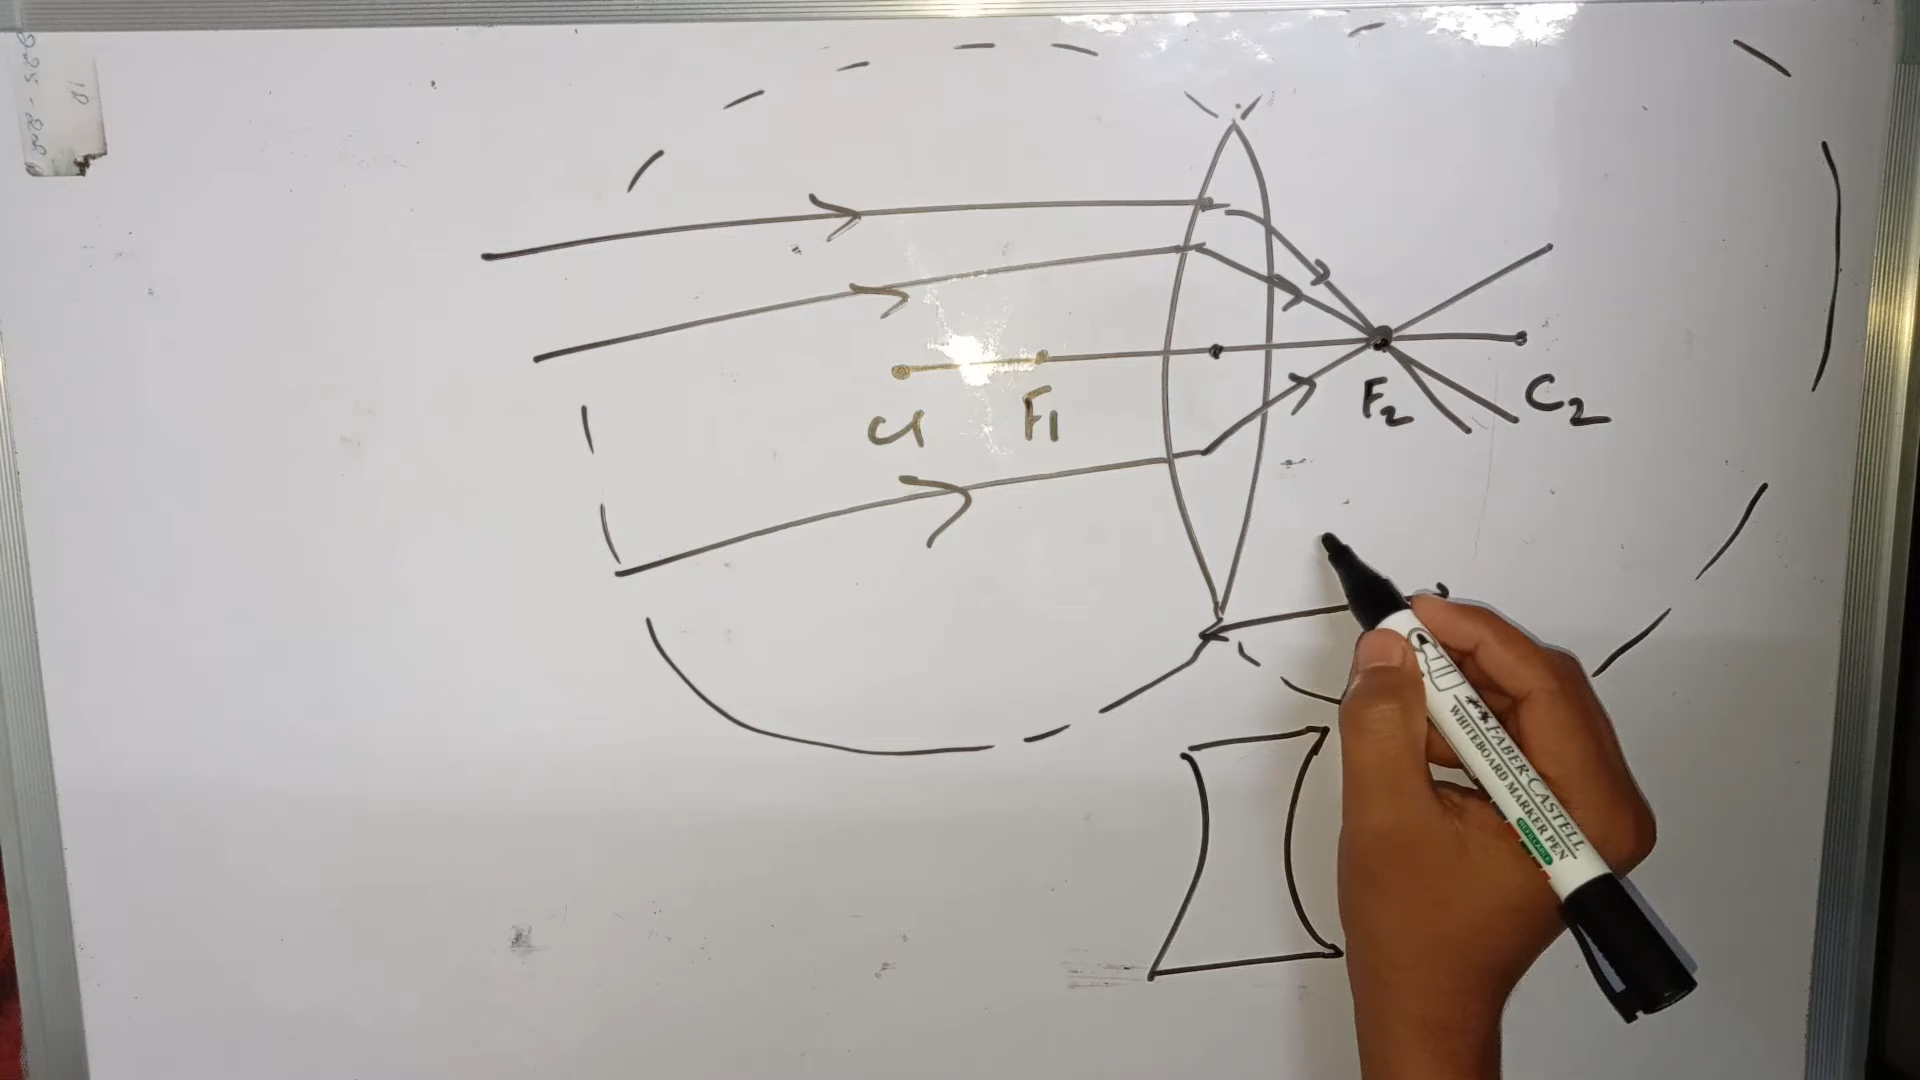 C1
F1
F2
C2
FABER-CASTELL
WHITEBOARD MARKER PEN